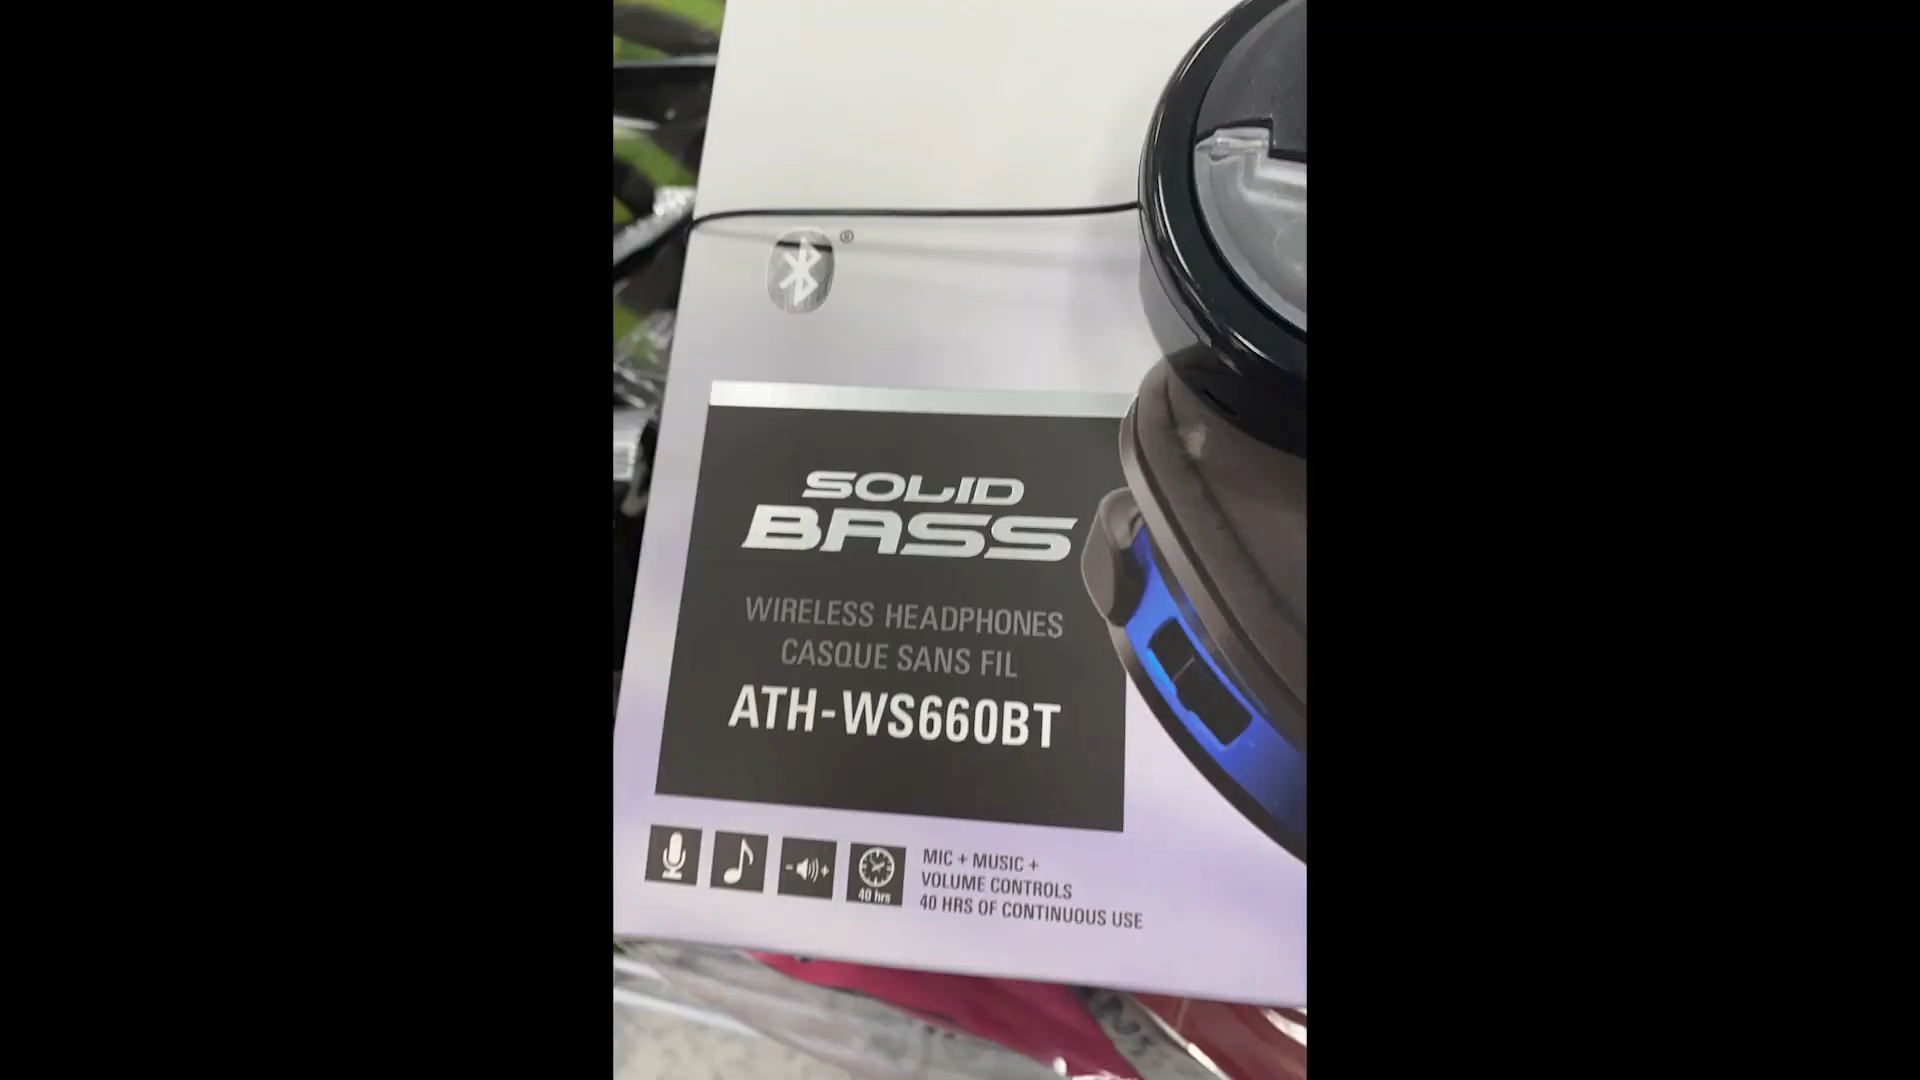 ®
SOLID
BASS
WIRELESS HEADPHONES
CASQUE SANS FIL
ATH-WS660BT
- +
40 hrs
MIC + MUSIC +
VOLUME CONTROLS
40 HRS OF CONTINUOUS USE